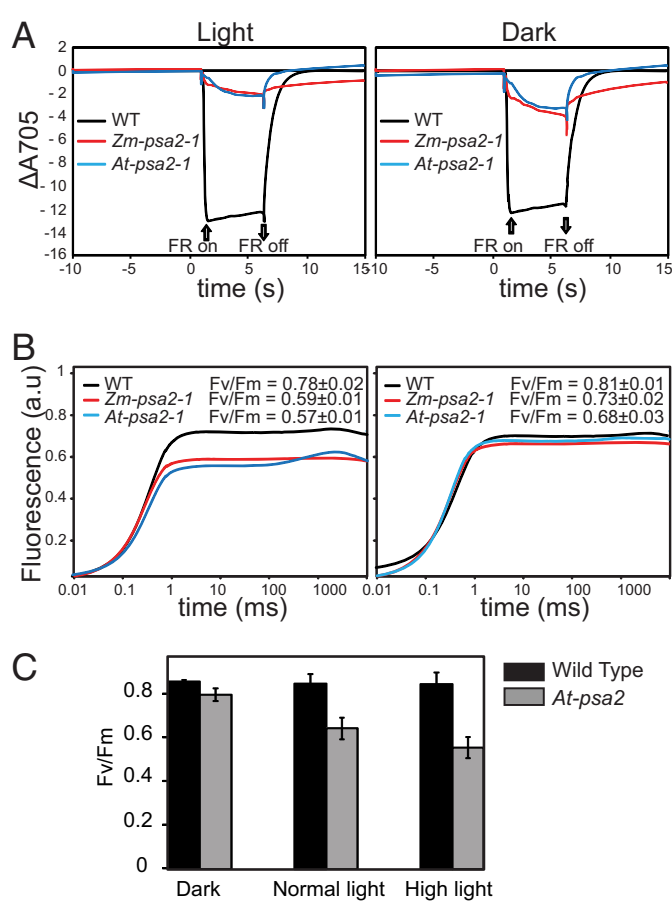 A
Light
Dark
2
0
-2
-4
-6
-8
-10
-12
-14
-16
ΔA705
WT
Zm-psa2-1
At-psa2-1
FR on
FR off
-10
-5
0
5
10
15
time (s)
WT
Zm-psa2-1
At-psa2-1
FR on
FR off
-10
-5
0
5
10
15
time (s)
B
1
0.8
0.6
0.4
0.2
Fluorescence (a.u)
WT Fv/Fm = 0.78±0.02
Zm-psa2-1 Fv/Fm = 0.59±0.01
At-psa2-1 Fv/Fm = 0.57±0.01
0.01
0.1
1
10
100
1000
time (ms)
WT Fv/Fm = 0.81±0.01
Zm-psa2-1 Fv/Fm = 0.73±0.02
At-psa2-1 Fv/Fm = 0.68±0.03
0.01
0.1
1
10
100
1000
time (ms)
C
0.8
0.6
0.4
0.2
0
Fv/Fm
Dark
Normal light
High light
Wild Type
At-psa2